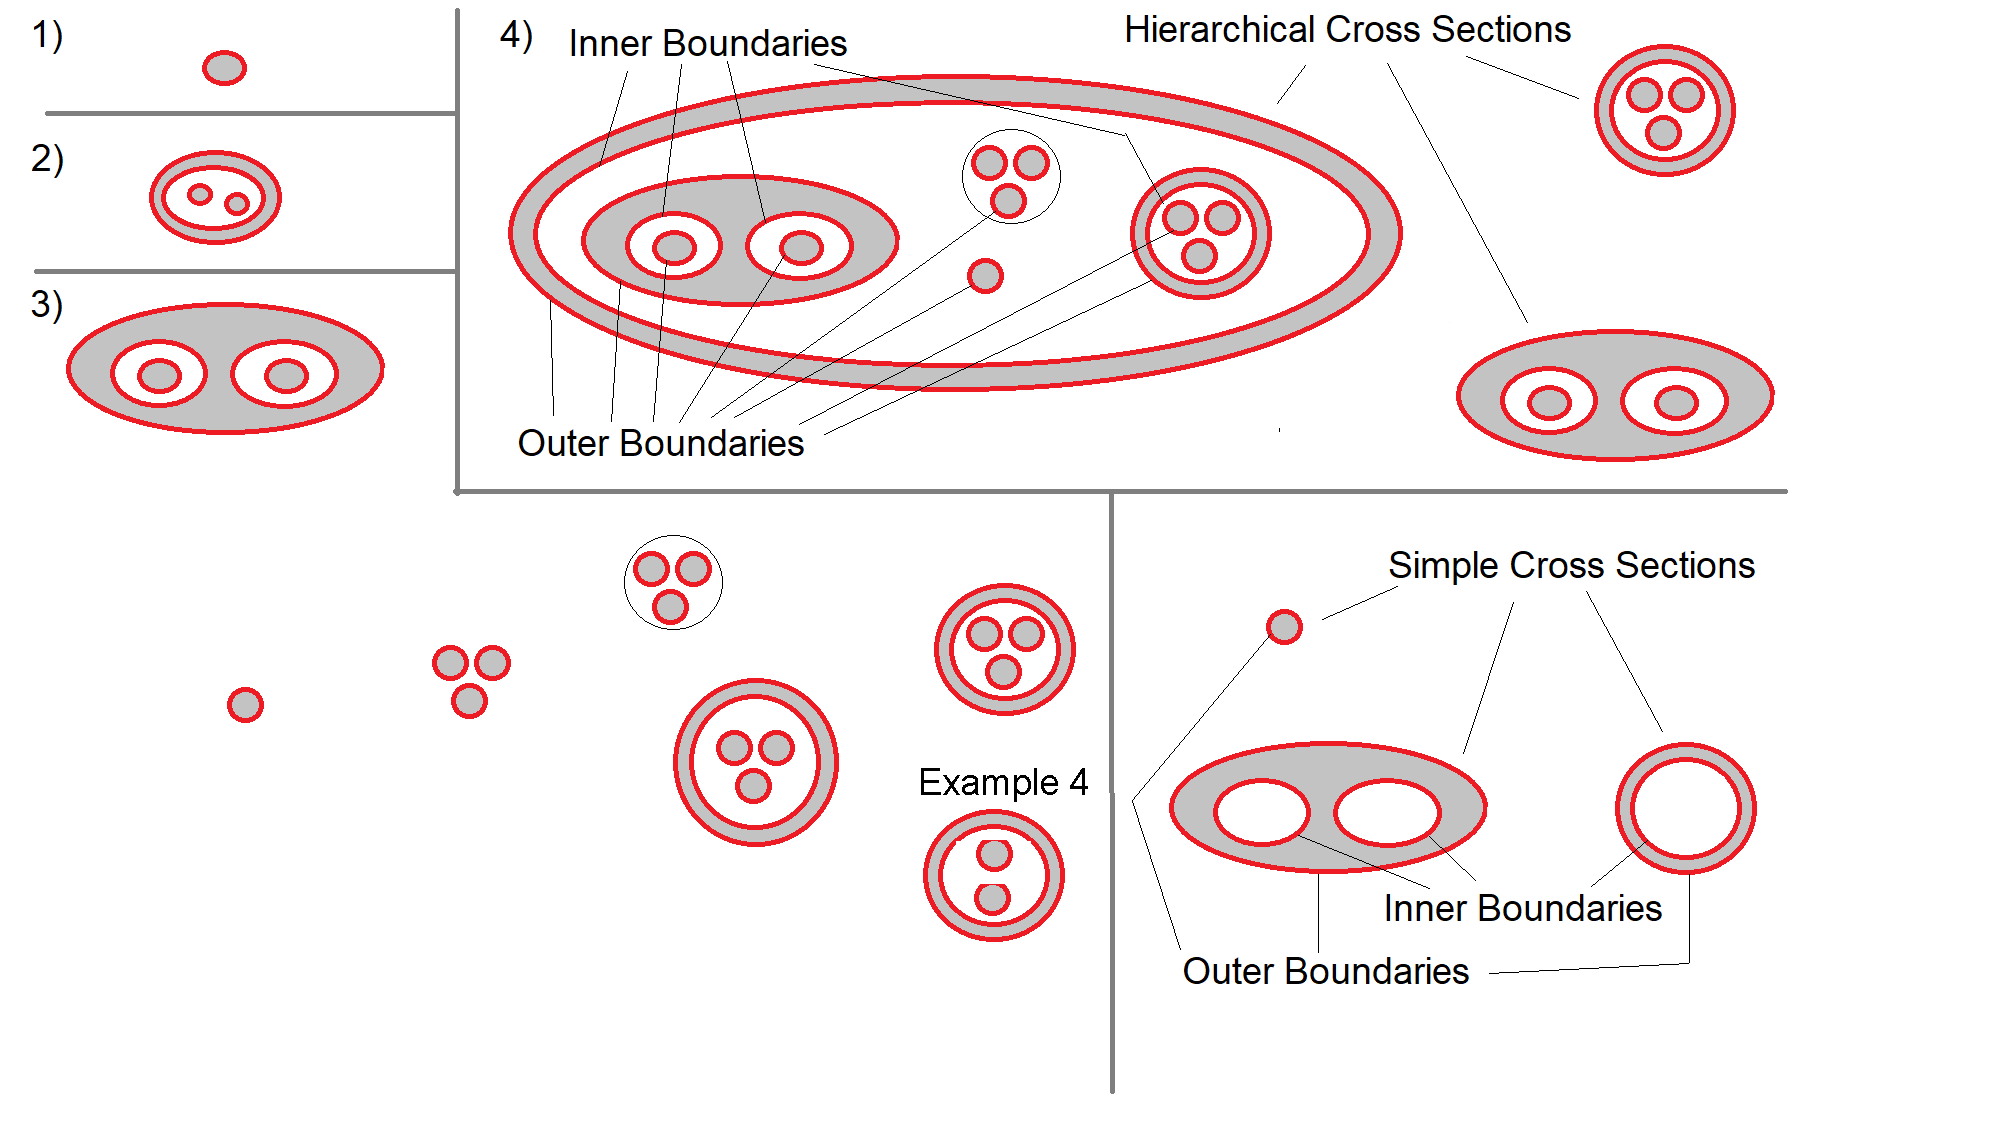 1)
2)
3)
4)
Inner Boundaries
Hierarchical Cross Sections
Outer Boundaries
Example 4
Simple Cross Sections
Inner Boundaries
Outer Boundaries